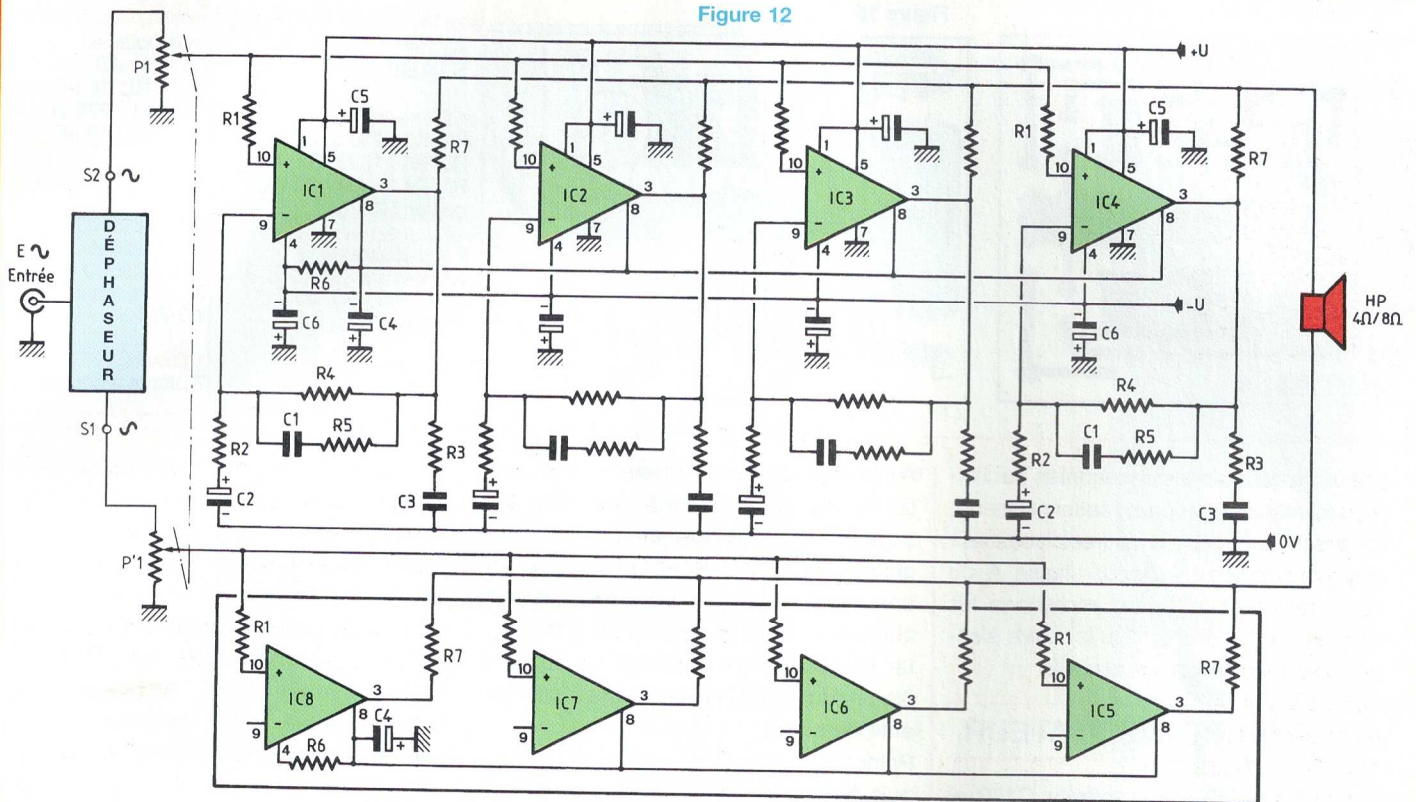 Figure 12
P1
S2
E ∿
Entrée
DÉPHASEUR
S1
P'1
+U
-U
0V
HP
4Ω/8Ω
R1
10
+
IC1
9
-
1
5
C5
+
3
8
7
4
R7
R6
-
C6
+
-
C4
+
R4
C1
R5
R2
+
C2
-
R3
C3
10
+
IC2
9
-
1
5
+
3
8
7
4
-
+
+
-
10
+
IC3
9
-
1
5
+
3
8
7
4
-
+
+
-
R1
10
+
IC4
9
-
1
5
C5
+
3
8
7
4
R7
-
C6
+
R4
C1
R5
R2
+
C2
-
R3
C3
R1
10
+
IC8
9
-
3
8
4
R6
C4
+
R7
10
+
IC7
9
-
3
8
10
+
IC6
9
-
3
8
R1
10
+
IC5
9
-
3
8
R7